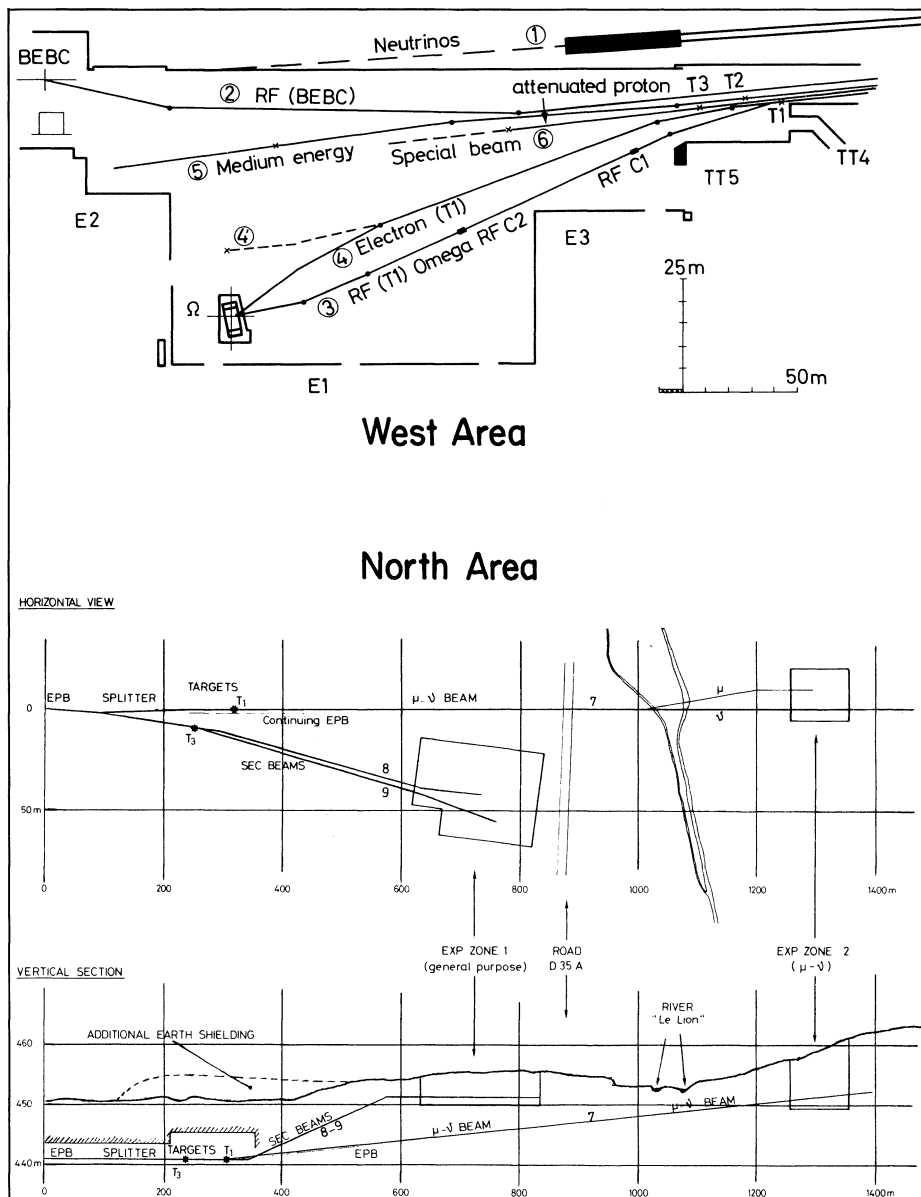 ①
Neutrinos
BEBC
② RF (BEBC)
attenuated proton
T3
T2
T1
⑤ Medium energy
Special beam ⑥
TT4
TT5
RF C1
E2
④'
④ Electron (T1)
E3
③ RF (T1) Omega RF C2
Ω
25m
50m
E1
West Area
North Area
HORIZONTAL VIEW
EPB
SPLITTER
TARGETS
T1
μ-ν BEAM
7
μ
ν
0
Continuing EPB
T3
SEC BEAMS
8
9
50m
0
200
400
600
800
1000
1200
1400m
EXP ZONE 1
(general purpose)
ROAD
D 35 A
EXP ZONE 2
(μ-ν)
VERTICAL SECTION
RIVER
"Le Lion"
ADDITIONAL EARTH SHIELDING
460
450
440m
SEC BEAMS
8-9
μ-ν BEAM
7
μ-ν BEAM
EPB
SPLITTER
TARGETS
T1
T3
EPB
0
200
400
600
800
1000
1200
1400m